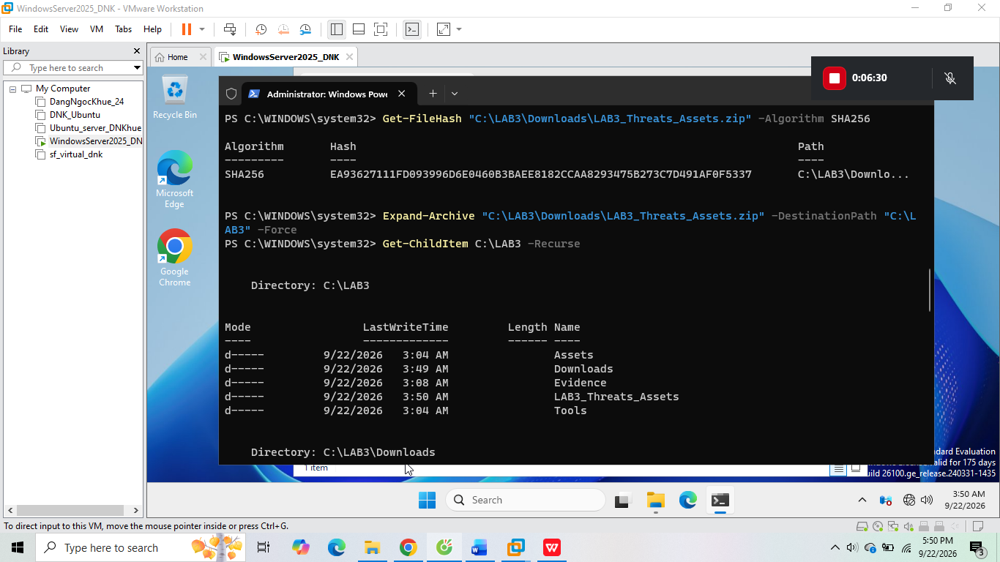 WindowsServer2025_DNK - VMware Workstation
File Edit View VM Tabs Help
Library
Type here to search
My Computer
DangNgocKhue_24
DNK_Ubuntu
Ubuntu_server_DNKhue
WindowsServer2025_DN
sf_virtual_dnk
Home
WindowsServer2025_DNK
0:06:30
Recycle Bin
Microsoft
Edge
Google
Chrome
Administrator: Windows Powe
PS C:\WINDOWS\system32> Get-FileHash "C:\LAB3\Downloads\LAB3_Threats_Assets.zip" -Algorithm SHA256
Algorithm Hash Path
--------- ---- ----
SHA256 EA93627111FD093996D6E0460B3BAEE8182CCAA8293475B273C7D491AF0F5337 C:\LAB3\Downlo...
PS C:\WINDOWS\system32> Expand-Archive "C:\LAB3\Downloads\LAB3_Threats_Assets.zip" -DestinationPath "C:\L
AB3" -Force
PS C:\WINDOWS\system32> Get-ChildItem C:\LAB3 -Recurse
Directory: C:\LAB3
Mode LastWriteTime Length Name
---- ------------- ------ ----
d----- 9/22/2026 3:04 AM Assets
d----- 9/22/2026 3:49 AM Downloads
d----- 9/22/2026 3:08 AM Evidence
d----- 9/22/2026 3:50 AM LAB3_Threats_Assets
d----- 9/22/2026 3:04 AM Tools
Directory: C:\LAB3\Downloads
1 item
dard Evaluation
alid for 175 days
uild 26100.ge_release.240331-1435
Search
3:50 AM
9/22/2026
To direct input to this VM, move the mouse pointer inside or press Ctrl+G.
Type here to search
5:50 PM
9/22/2026
3